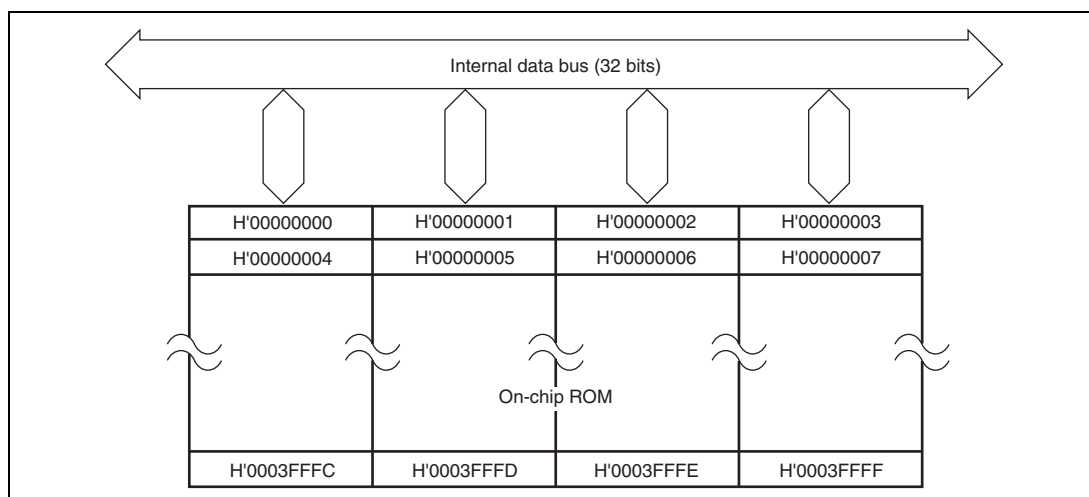 Internal data bus (32 bits)
H'00000000 H'00000001 H'00000002 H'00000003
H'00000004 H'00000005 H'00000006 H'00000007
On-chip ROM
H'0003FFFC H'0003FFFD H'0003FFFE H'0003FFFF